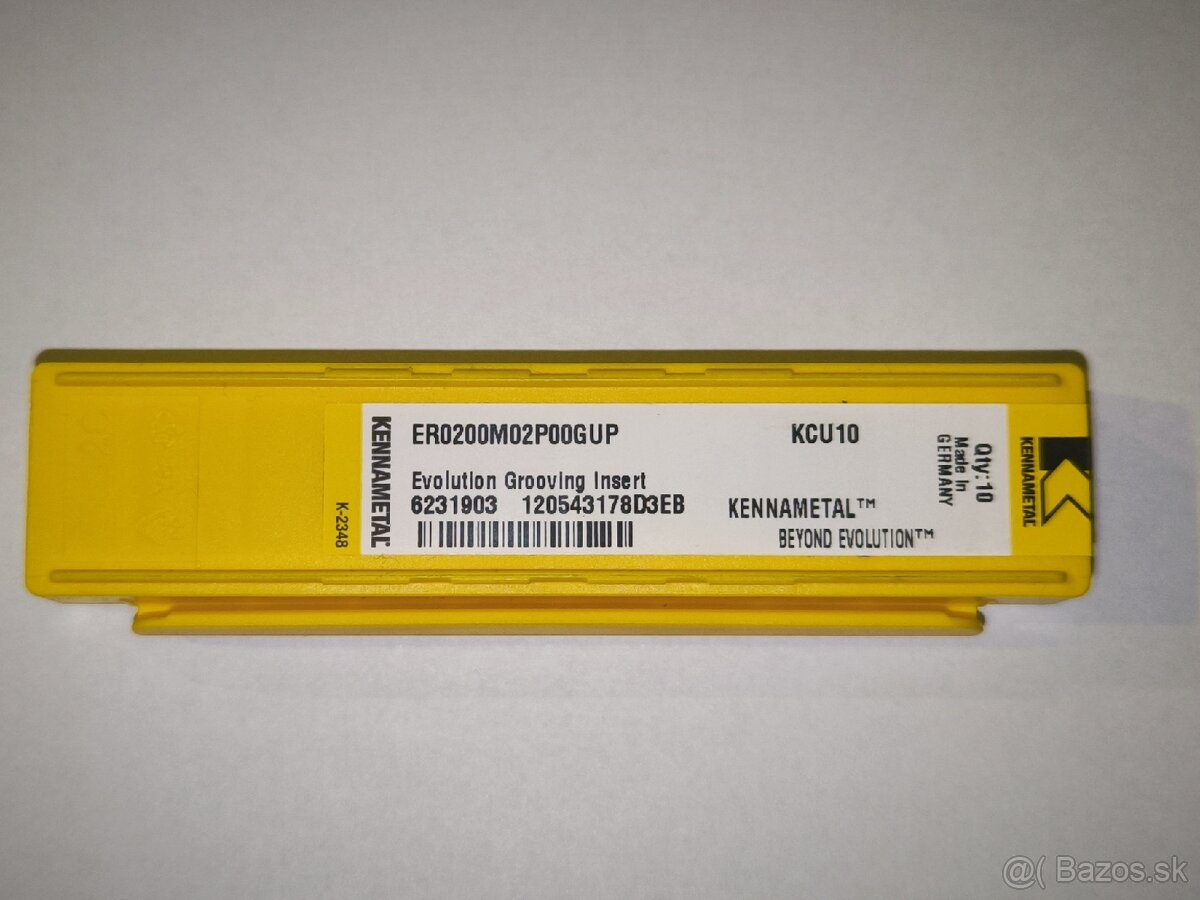 KENNAMETAL
K-2348
ER0200M02P00GUP
KCU10
Evolution Grooving Insert
6231903 120543178D3EB
KENNAMETAL™
BEYOND EVOLUTION™
Qty:10
Made In
GERMANY
KENNAMETAL
@( Bazos.sk